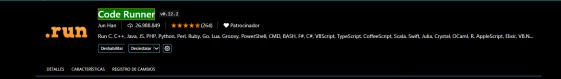 .run
Code Runner v0.12.2
Jun Han | 26.989.849 | ★★★★★(264) | Patrocinador
Run C, C++, Java, JS, PHP, Python, Perl, Ruby, Go, Lua, Groovy, PowerShell, CMD, BASH, F#, C#, VBScript, TypeScript, CoffeeScript, Scala, Swift, Julia, Crystal, OCaml, R, AppleScript, Elixir, VB.N...
Deshabilitar Desinstalar
DETALLES CARACTERÍSTICAS REGISTRO DE CAMBIOS